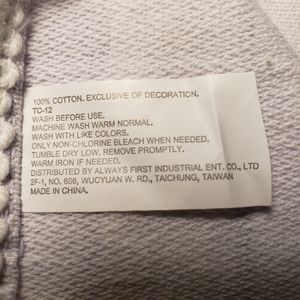 100% COTTON. EXCLUSIVE OF DECORATION.
TC-12
WASH BEFORE USE.
MACHINE WASH WARM NORMAL.
WASH WITH LIKE COLORS.
ONLY NON-CHLORINE BLEACH WHEN NEEDED.
TUMBLE DRY LOW, REMOVE PROMPTLY.
WARM IRON IF NEEDED.
DISTRIBUTED BY ALWAYS FIRST INDUSTRIAL ENT. CO., LTD
2F-1, NO. 666, WUCYUAN W. RD., TAICHUNG, TAIWAN
MADE IN CHINA.